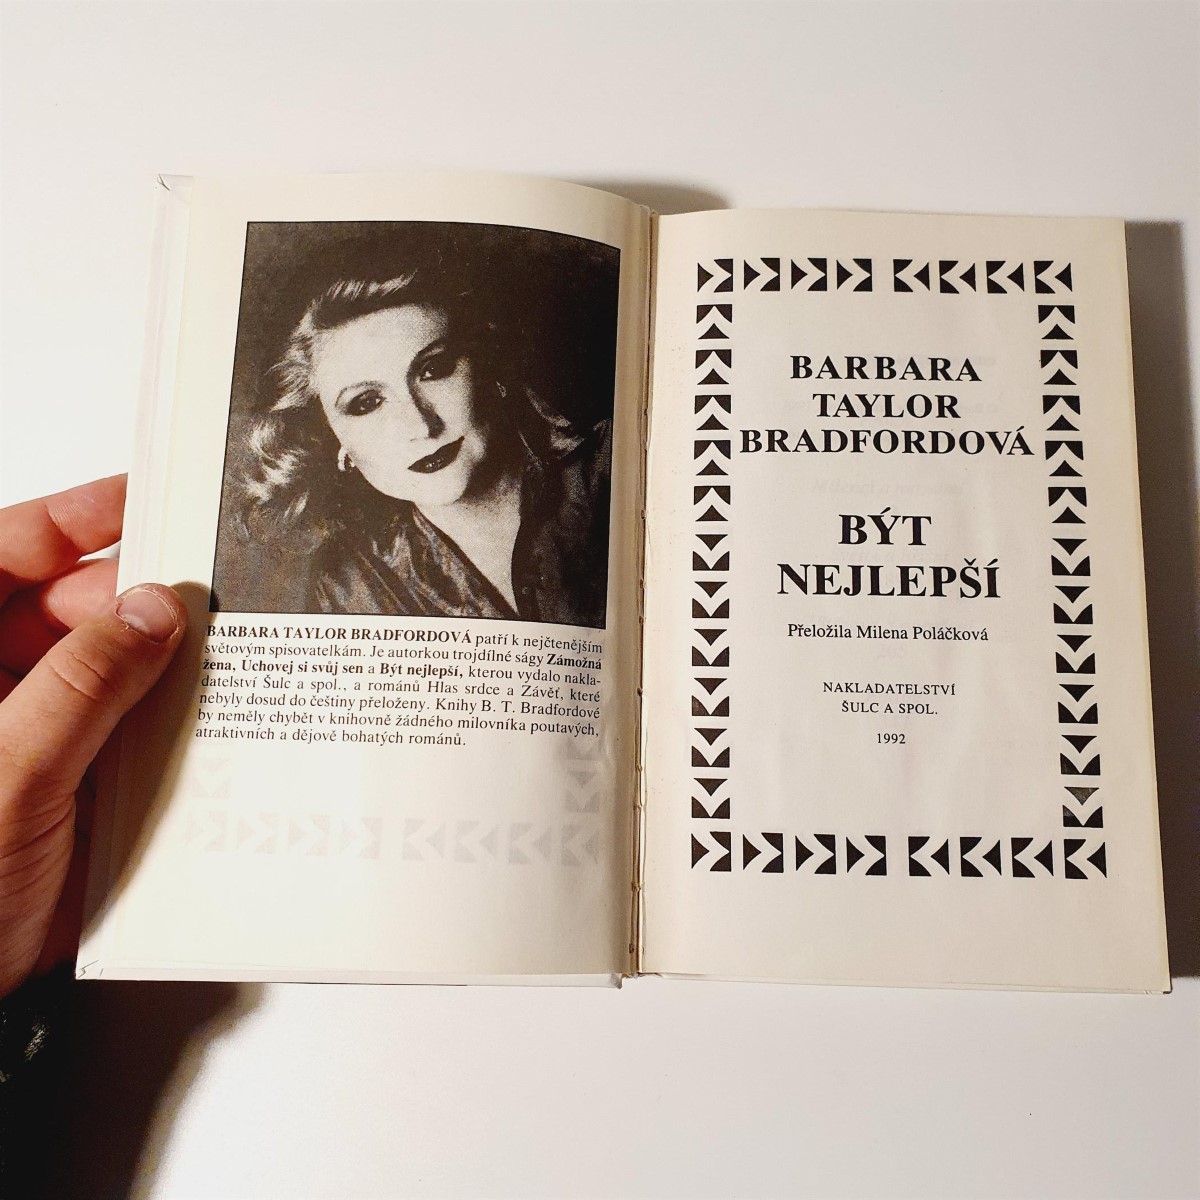 BARBARA TAYLOR BRADFORDOVÁ patří k nejčtenějším
světovým spisovatelkám. Je autorkou trojdílné ságy Zámožná
žena, Uchovej si svůj sen a Být nejlepší, kterou vydalo nakla-
datelství Šulc a spol., a románů Hlas srdce a Závěť, které
nebyly dosud do češtiny přeloženy. Knihy B. T. Bradfordové
by neměly chybět v knihovně žádného milovníka poutavých,
atraktivních a dějově bohatých románů.
BARBARA
TAYLOR
BRADFORDOVÁ
BÝT
NEJLEPŠÍ
Přeložila Milena Poláčková
NAKLADATELSTVÍ
ŠULC A SPOL.
1992